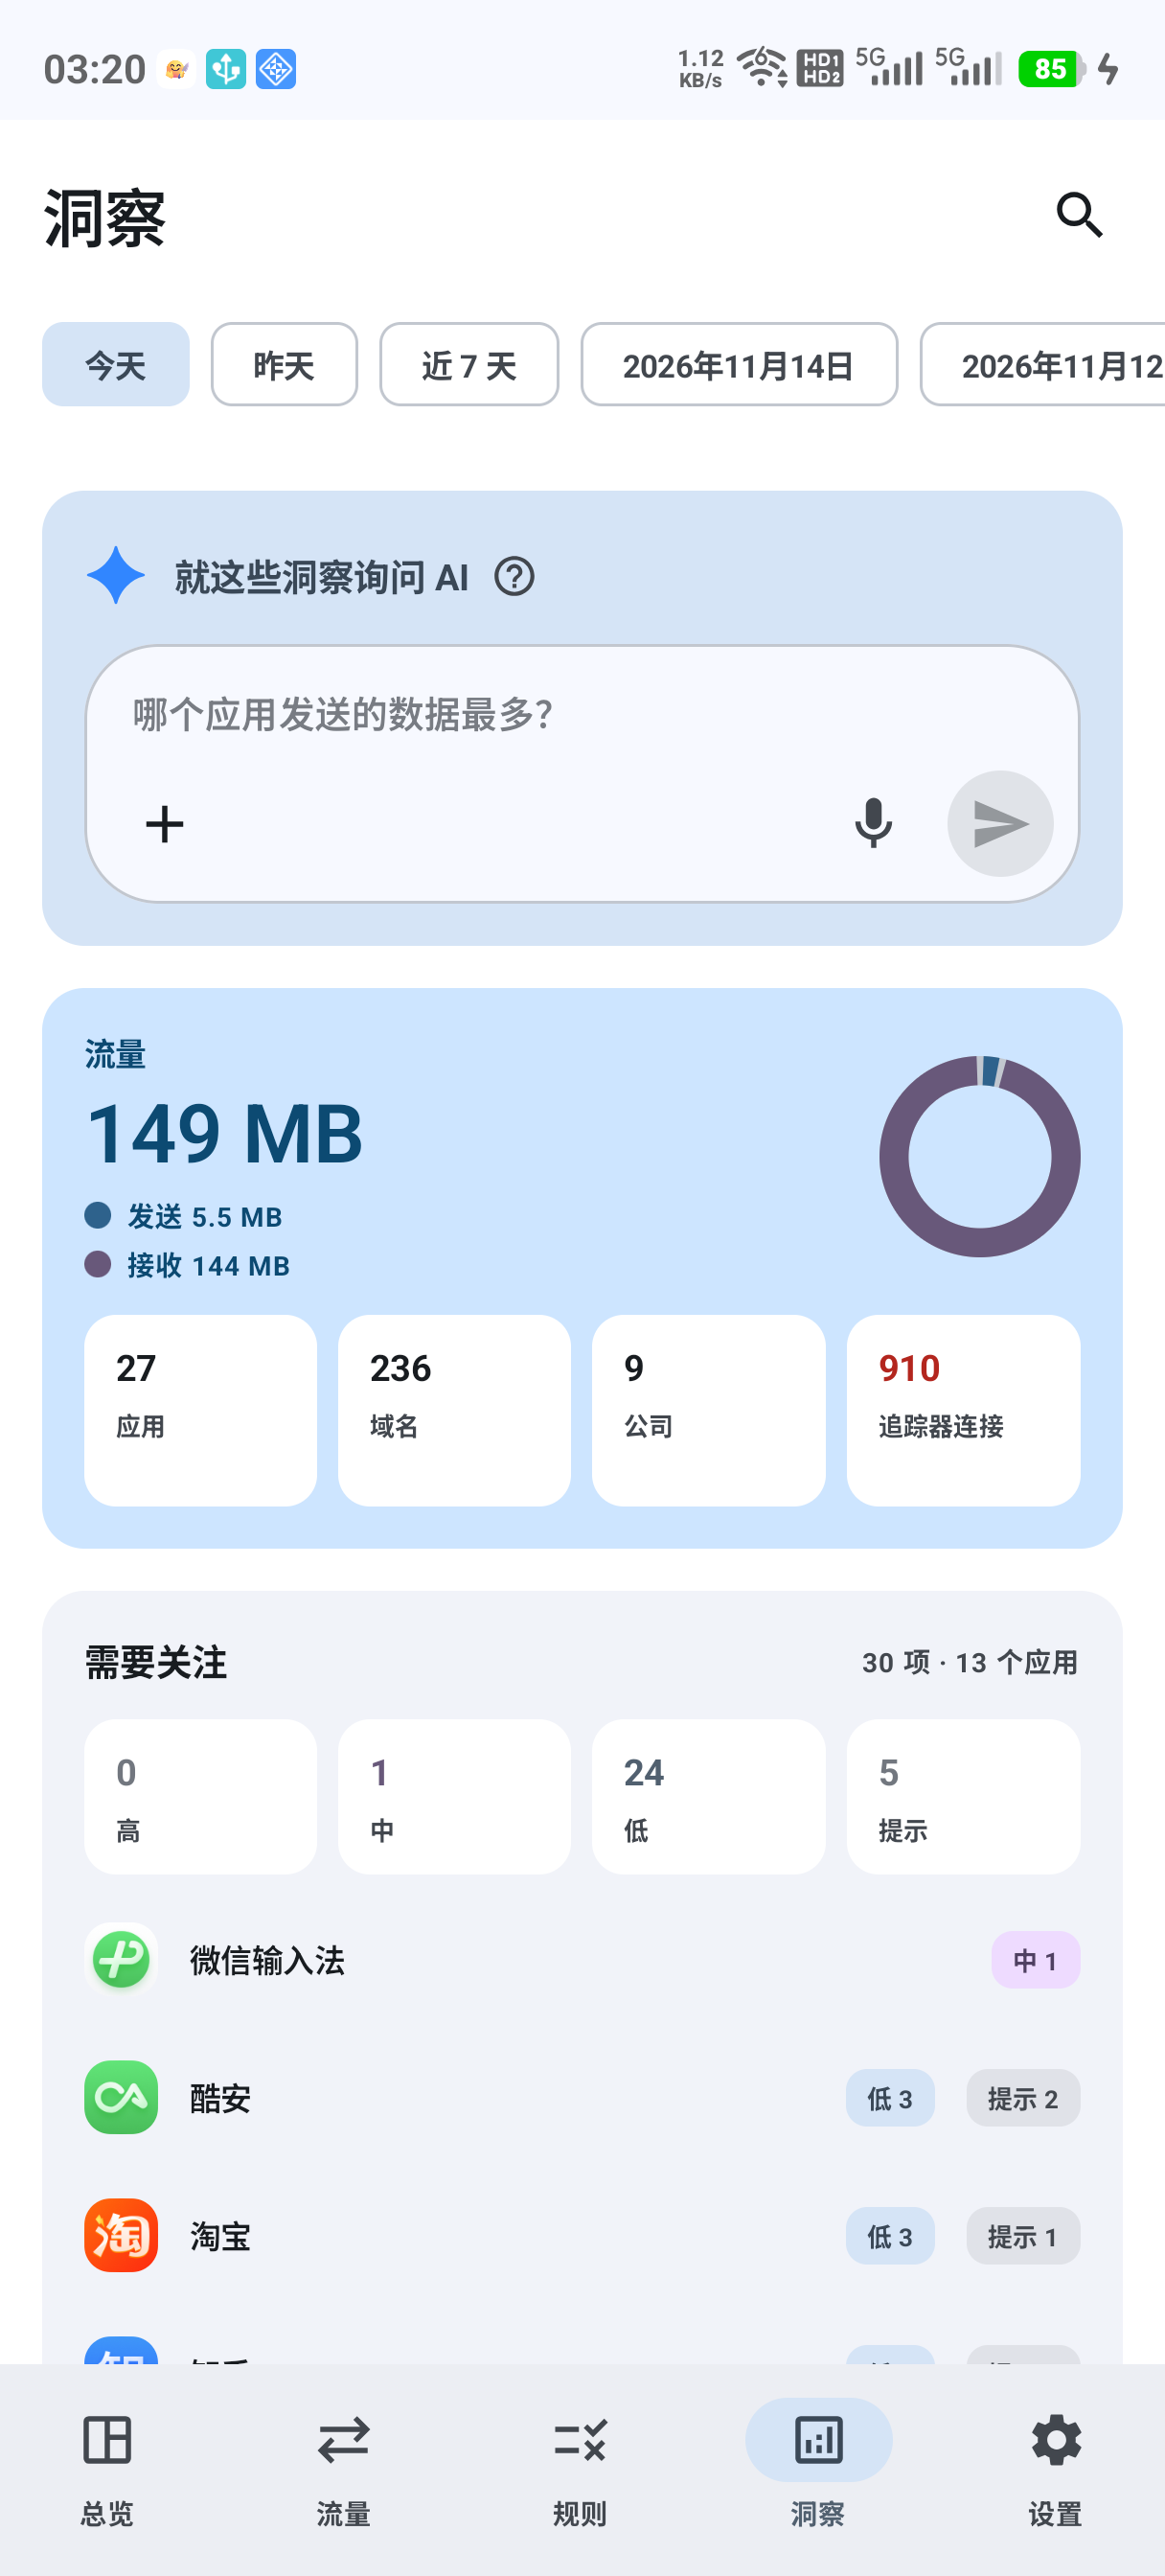 03:20
1.12 KB/s
6
HD1 HD2
5G
5G
85
洞察
今天
昨天
近 7 天
2026年11月14日
2026年11月12
就这些洞察询问 AI
哪个应用发送的数据最多?
流量
149 MB
发送 5.5 MB
接收 144 MB
27
应用
236
域名
9
公司
910
追踪器连接
需要关注
30 项 · 13 个应用
0
高
1
中
24
低
5
提示
微信输入法
中 1
酷安
低 3
提示 2
淘
淘宝
低 3
提示 1
总览
流量
规则
洞察
设置